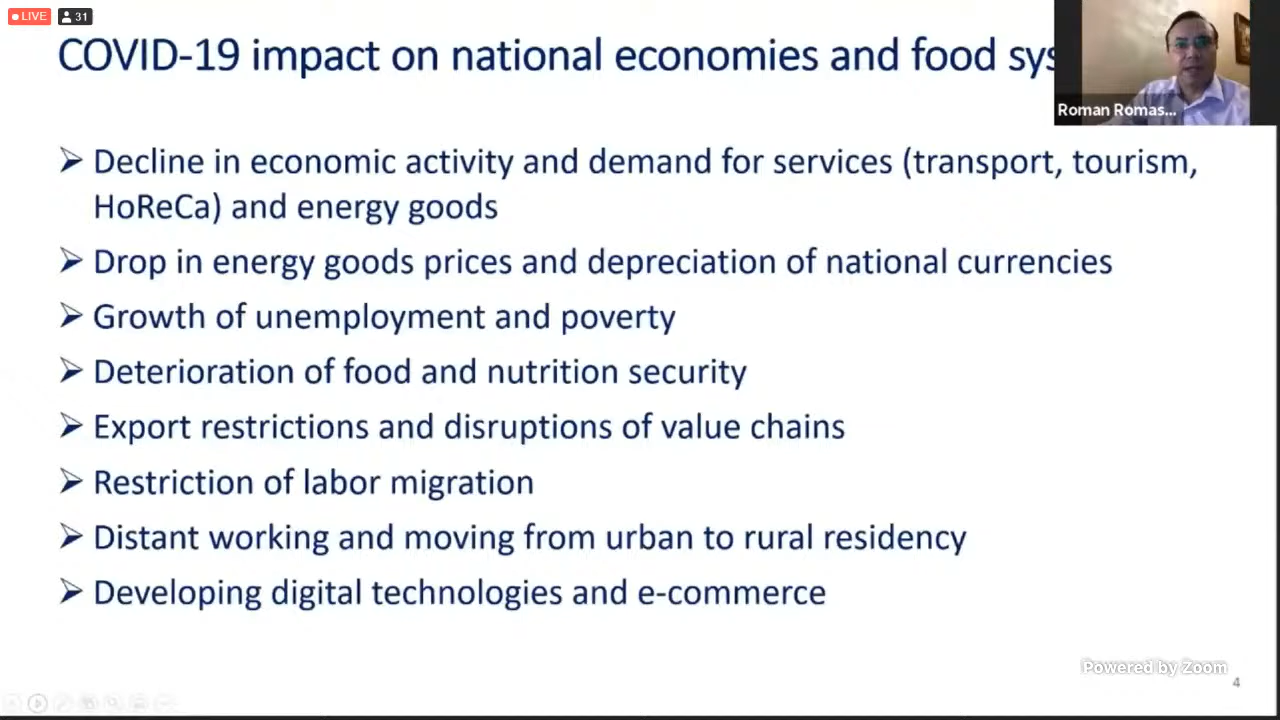 LIVE 31
COVID-19 impact on national economies and food sys
Roman Romas...
➢ Decline in economic activity and demand for services (transport, tourism,
HoReCa) and energy goods
➢ Drop in energy goods prices and depreciation of national currencies
➢ Growth of unemployment and poverty
➢ Deterioration of food and nutrition security
➢ Export restrictions and disruptions of value chains
➢ Restriction of labor migration
➢ Distant working and moving from urban to rural residency
➢ Developing digital technologies and e-commerce
Powered by Zoom
4